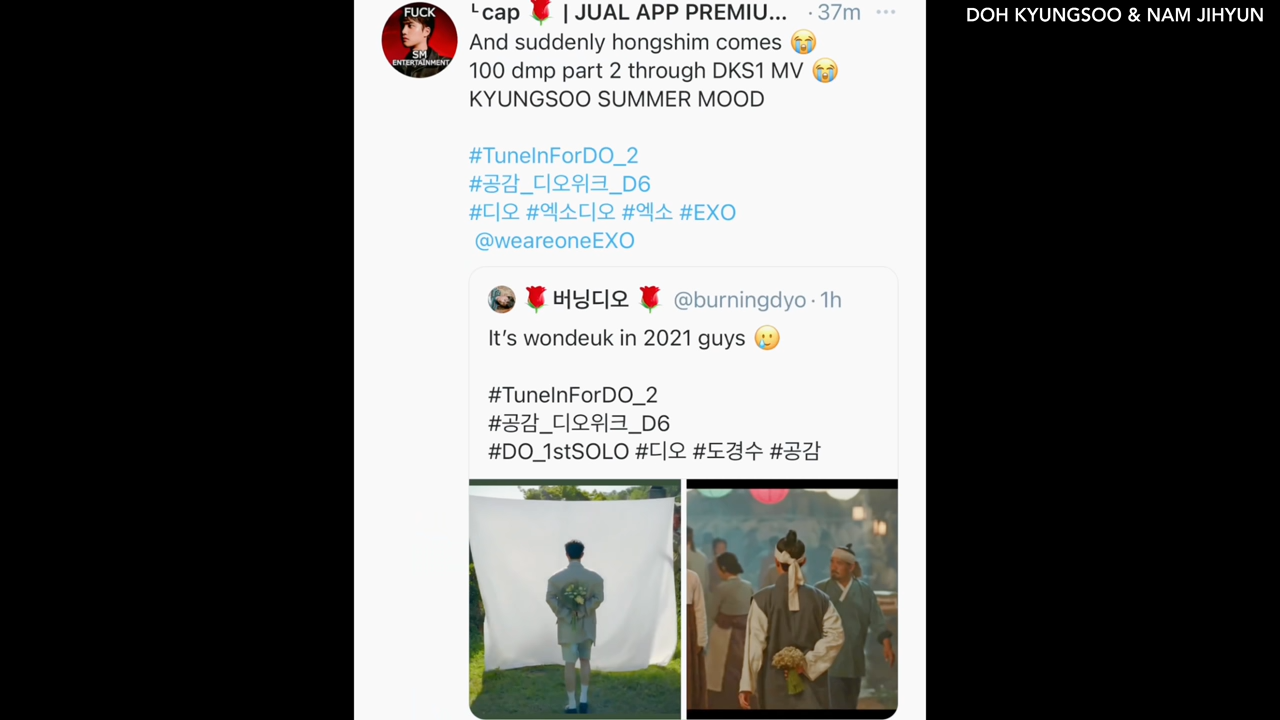 DOH KYUNGSOO & NAM JIHYUN
FUCK
SM
ENTERTAINMENT
└cap 🌹 | JUAL APP PREMIU... · 37m ···
And suddenly hongshim comes 😭
100 dmp part 2 through DKS1 MV 😭
KYUNGSOO SUMMER MOOD
#TuneInForDO_2
#공감_디오위크_D6
#디오 #엑소디오 #엑소 #EXO
@weareoneEXO
🌹 버닝디오 🌹 @burningdyo · 1h
It’s wondeuk in 2021 guys 🥲
#TuneInForDO_2
#공감_디오위크_D6
#DO_1stSOLO #디오 #도경수 #공감